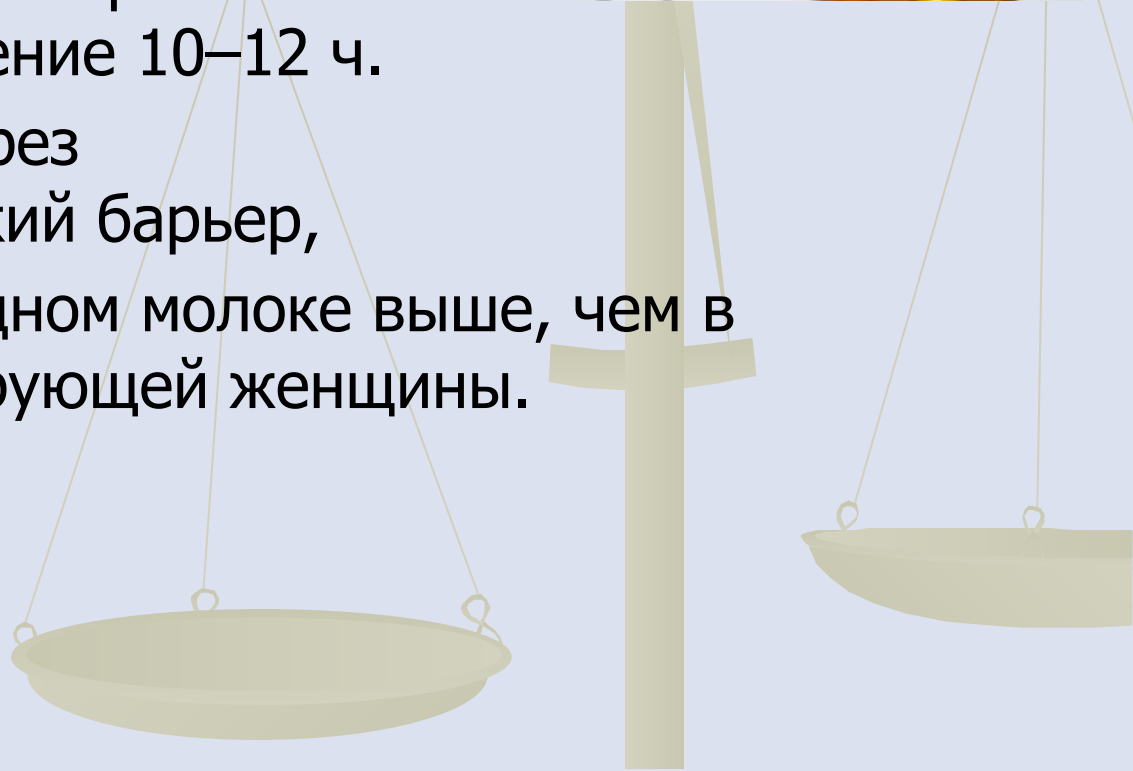 ение 10–12 ч.
рез
кий барьер,
дном молоке выше, чем в
рующей женщины.